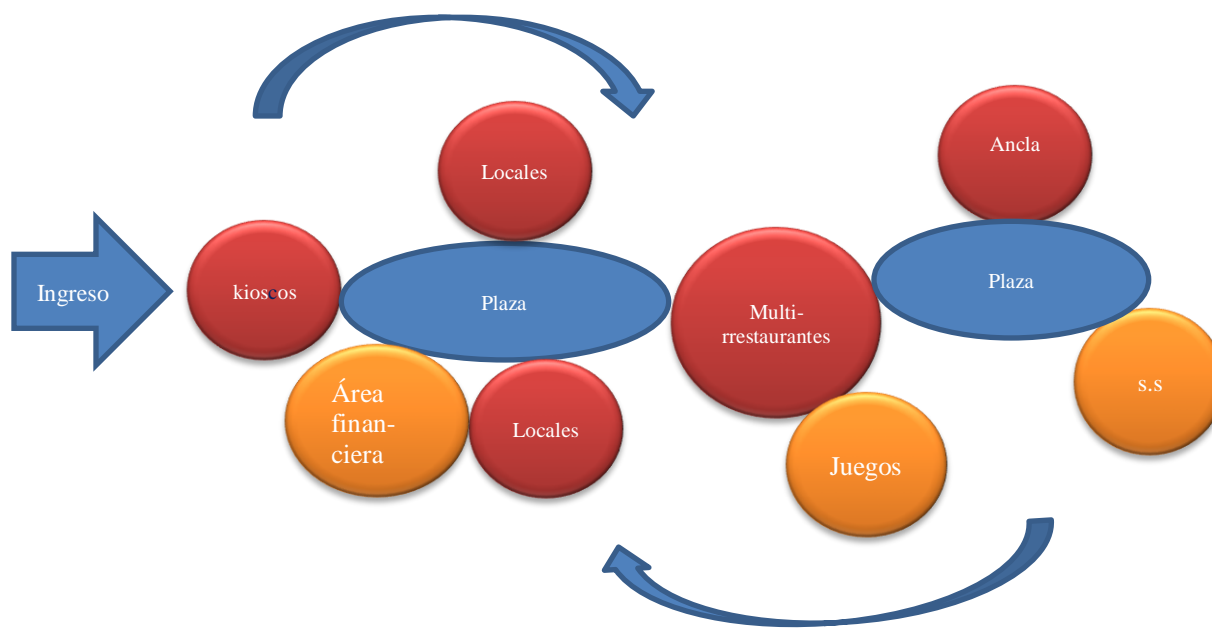 Ingreso
kioscos
Locales
Plaza
Área
finan-
ciera
Locales
Multi-
rrestaurantes
Juegos
Ancla
Plaza
s.s